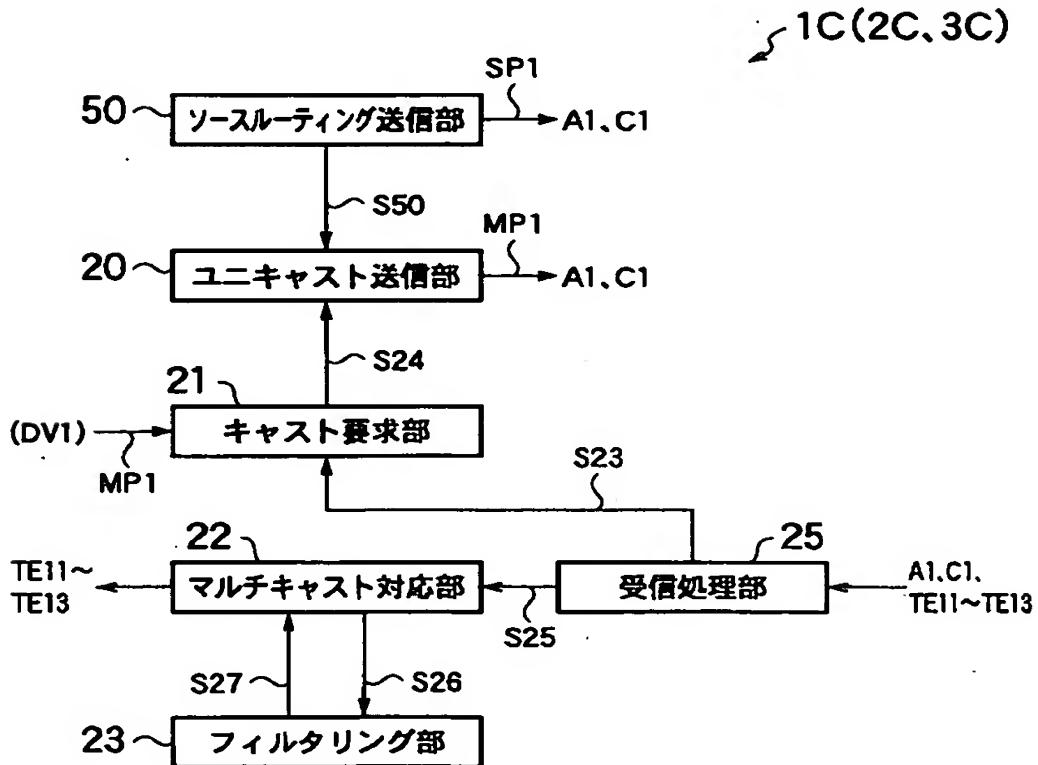 1C(2C、3C)
SP1
50 ソースルーティング送信部 A1、C1
S50
MP1
20 ユニキャスト送信部 A1、C1
S24
21
(DV1) キャスト要求部
MP1
S23
22 25
TE11～
TE13
マルチキャスト対応部 受信処理部
A1、C1、
TE11～TE13
S25
S27 S26
23 フィルタリング部